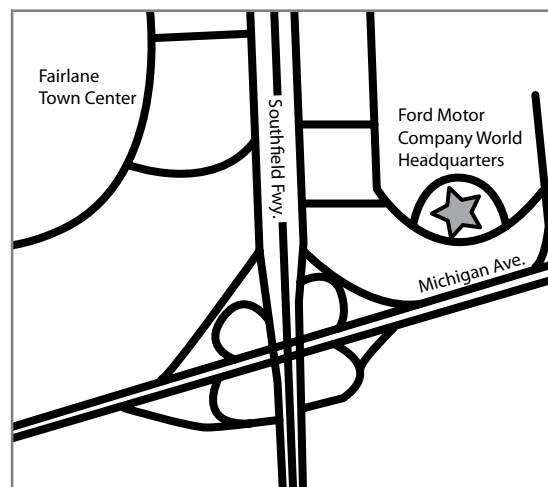 Fairlane
Town Center
Southfield Fwy.
Ford Motor
Company World
Headquarters
Michigan Ave.